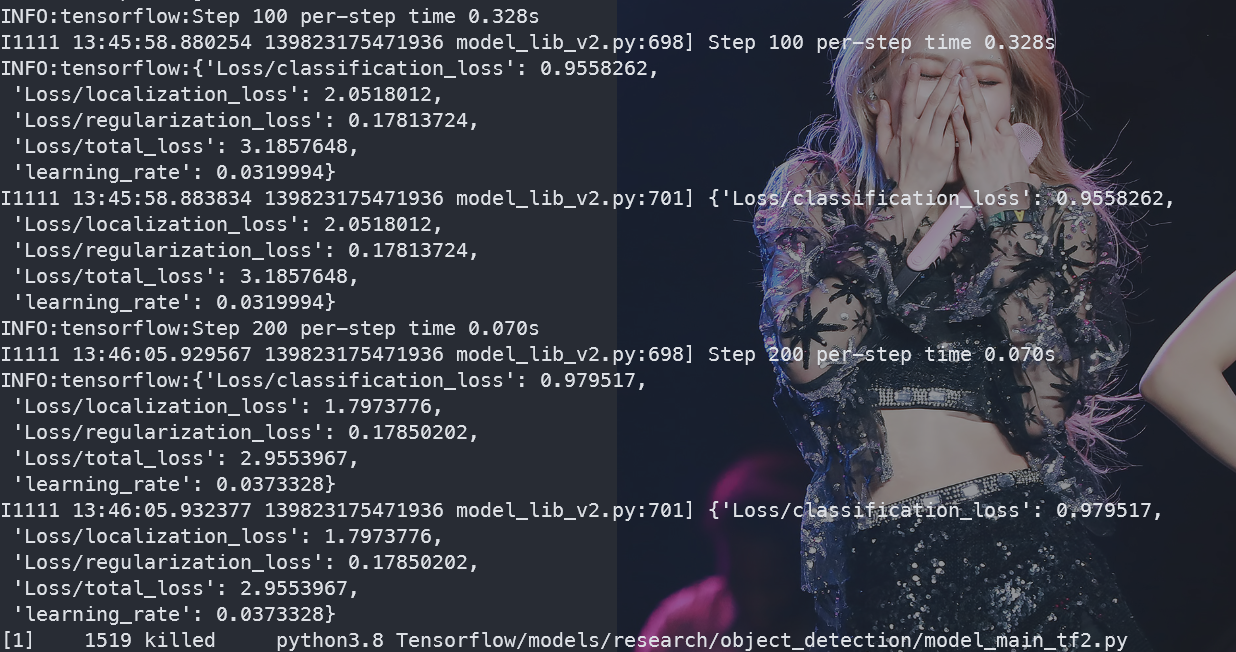 INFO:tensorflow:Step 100 per-step time 0.328s
I1111 13:45:58.880254 139823175471936 model_lib_v2.py:698] Step 100 per-step time 0.328s
INFO:tensorflow:{'Loss/classification_loss': 0.9558262,
 'Loss/localization_loss': 2.0518012,
 'Loss/regularization_loss': 0.17813724,
 'Loss/total_loss': 3.1857648,
 'learning_rate': 0.0319994}
I1111 13:45:58.883834 139823175471936 model_lib_v2.py:701] {'Loss/classification_loss': 0.9558262,
 'Loss/localization_loss': 2.0518012,
 'Loss/regularization_loss': 0.17813724,
 'Loss/total_loss': 3.1857648,
 'learning_rate': 0.0319994}
INFO:tensorflow:Step 200 per-step time 0.070s
I1111 13:46:05.929567 139823175471936 model_lib_v2.py:698] Step 200 per-step time 0.070s
INFO:tensorflow:{'Loss/classification_loss': 0.979517,
 'Loss/localization_loss': 1.7973776,
 'Loss/regularization_loss': 0.17850202,
 'Loss/total_loss': 2.9553967,
 'learning_rate': 0.0373328}
I1111 13:46:05.932377 139823175471936 model_lib_v2.py:701] {'Loss/classification_loss': 0.979517,
 'Loss/localization_loss': 1.7973776,
 'Loss/regularization_loss': 0.17850202,
 'Loss/total_loss': 2.9553967,
 'learning_rate': 0.0373328}
[1]    1519 killed     python3.8 Tensorflow/models/research/object_detection/model_main_tf2.py